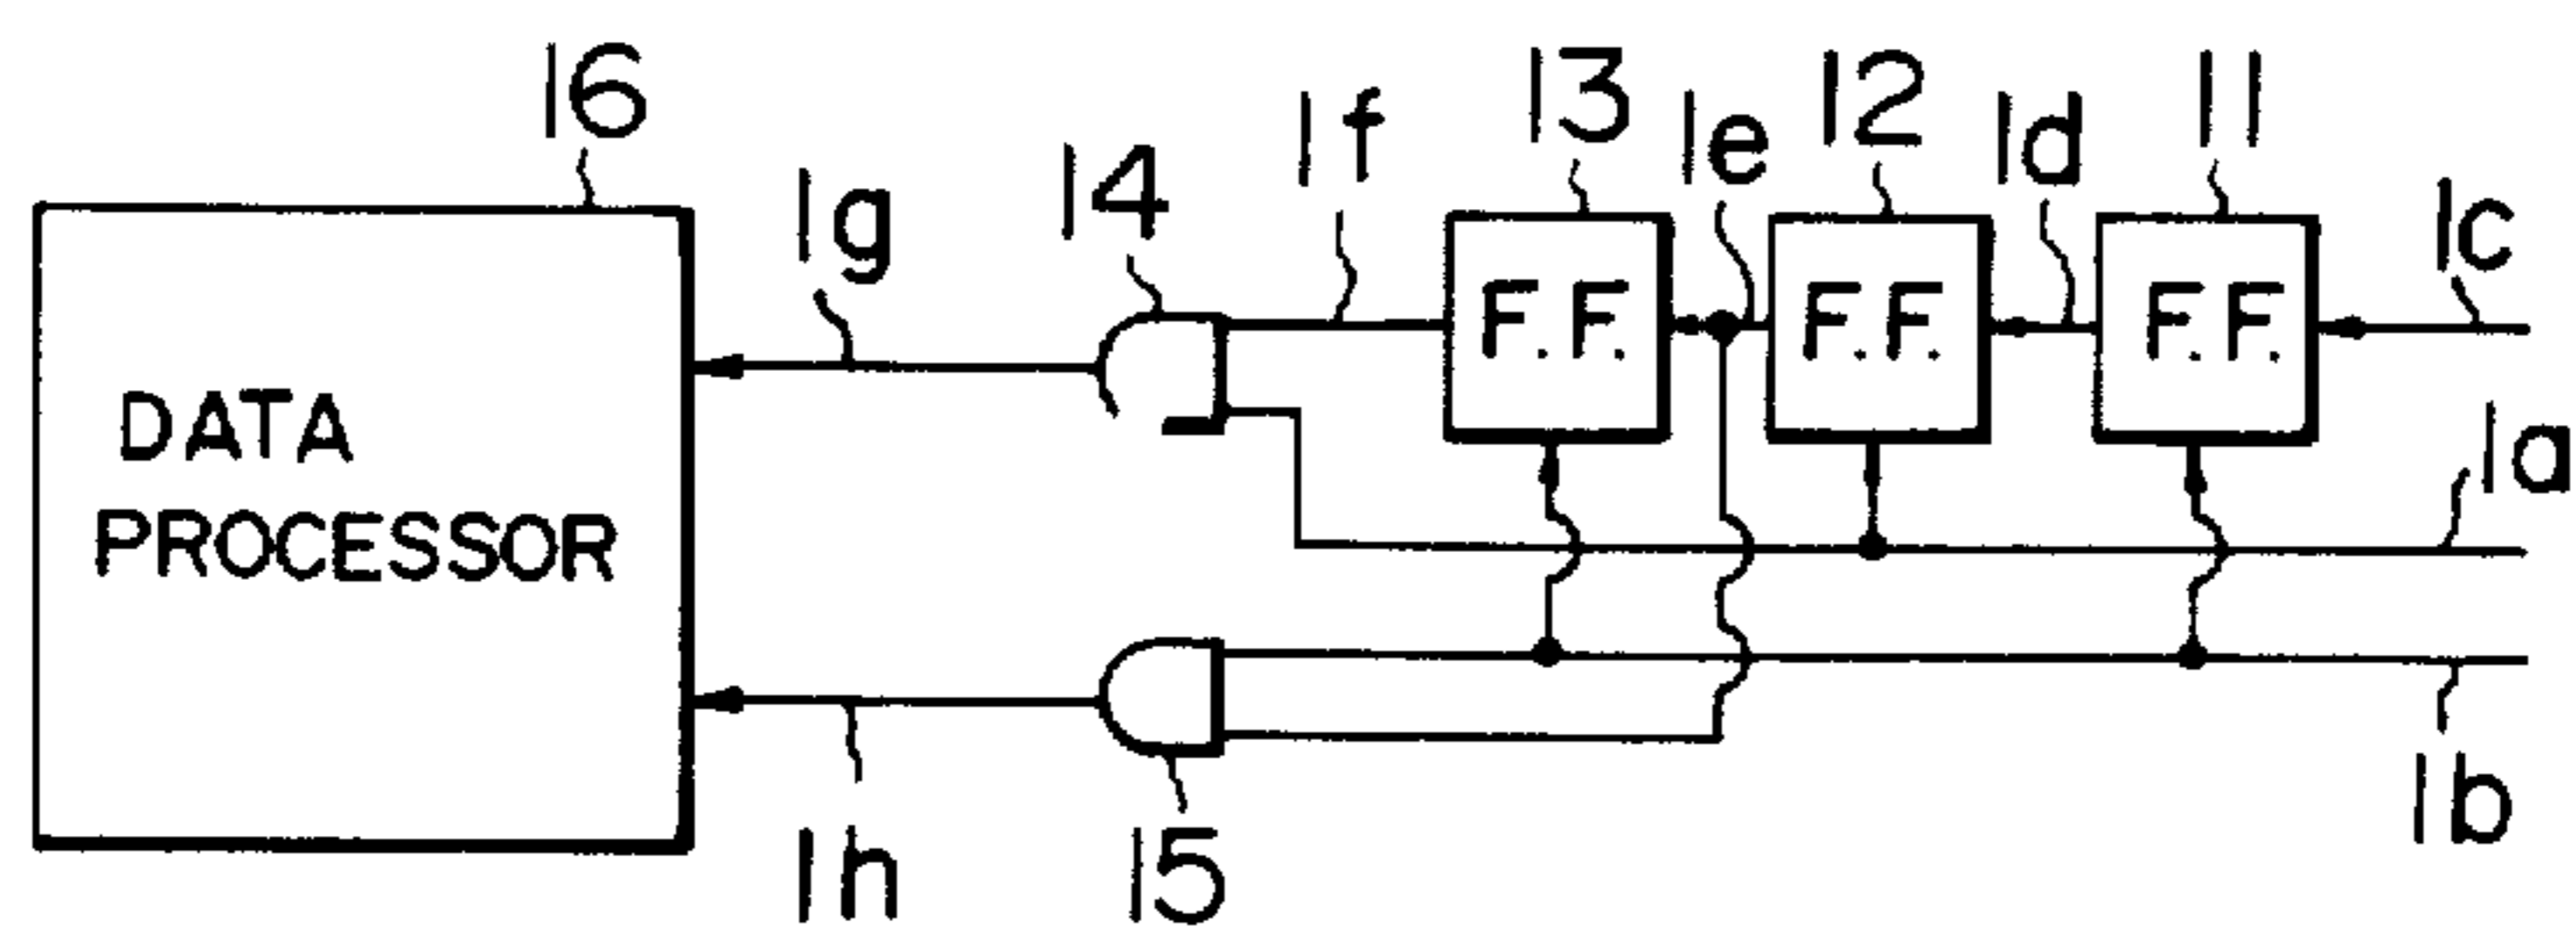 16
1g
14
1f
13
1e
12
1d
11
1c
F.F.
F.F.
F.F.
1a
DATA
PROCESSOR
1h
15
1b